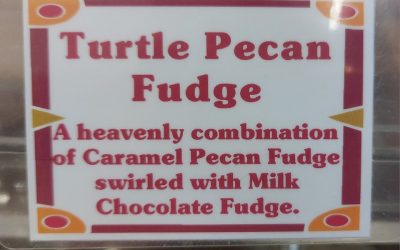 Turtle Pecan
Fudge
A heavenly combination
of Caramel Pecan Fudge
swirled with Milk
Chocolate Fudge.